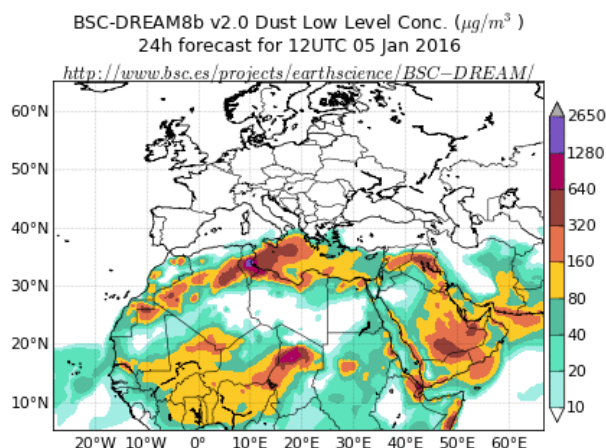 BSC-DREAM8b v2.0 Dust Low Level Conc. (μg/m³ )
24h forecast for 12UTC 05 Jan 2016
http://www.bsc.es/projects/earthscience/BSC−DREAM/
60°N
50°N
40°N
30°N
20°N
10°N
20°W 10°W 0° 10°E 20°E 30°E 40°E 50°E 60°E
2650
1280
640
320
160
80
40
20
10